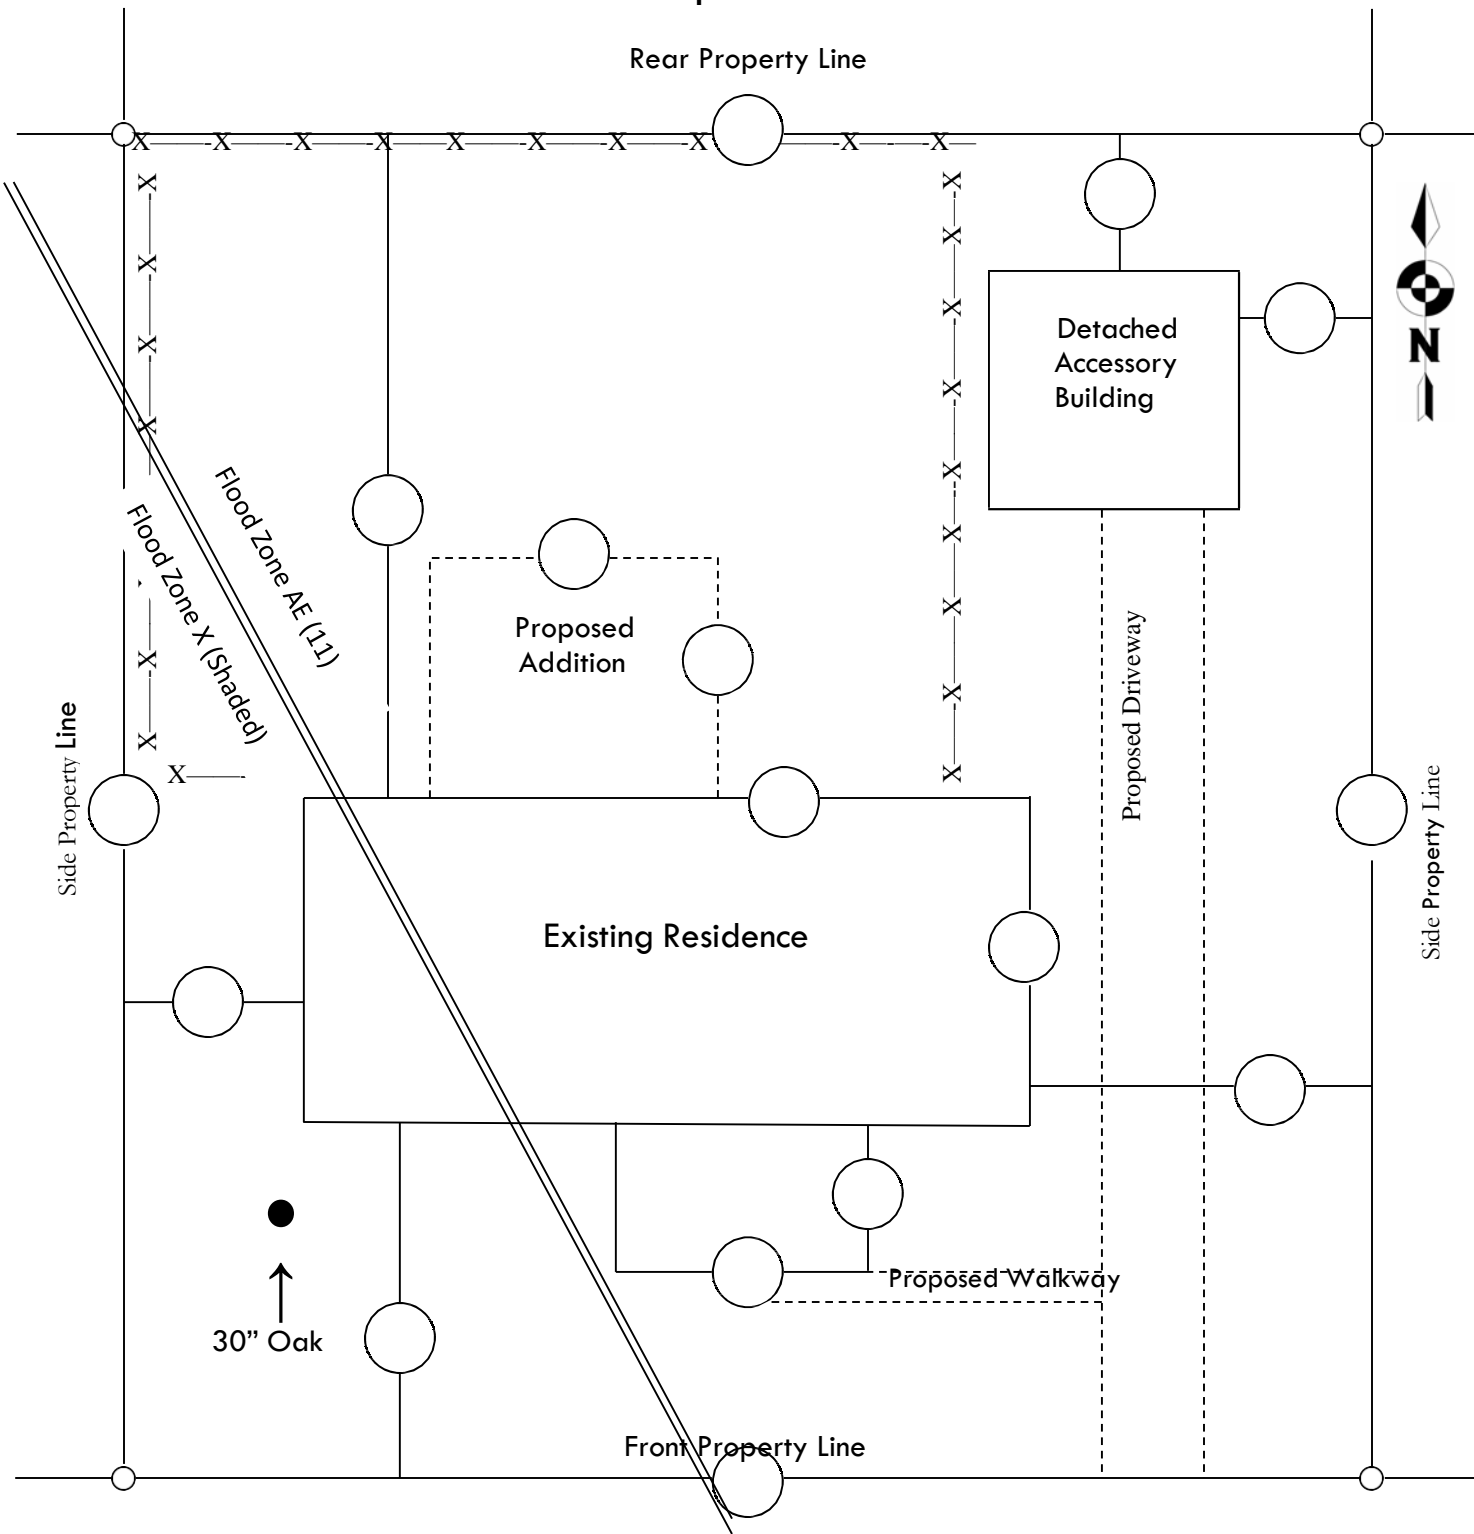 Rear Property Line
X X X X X X X X X X
X X X X X X X
X X X X X X X X X
N
Detached
Accessory
Building
Flood Zone AE (11)
Flood Zone X (Shaded)
Proposed
Addition
Proposed Driveway
Side Property Line
X
Side Property Line
Existing Residence
Proposed Walkway
30” Oak
Front Property Line